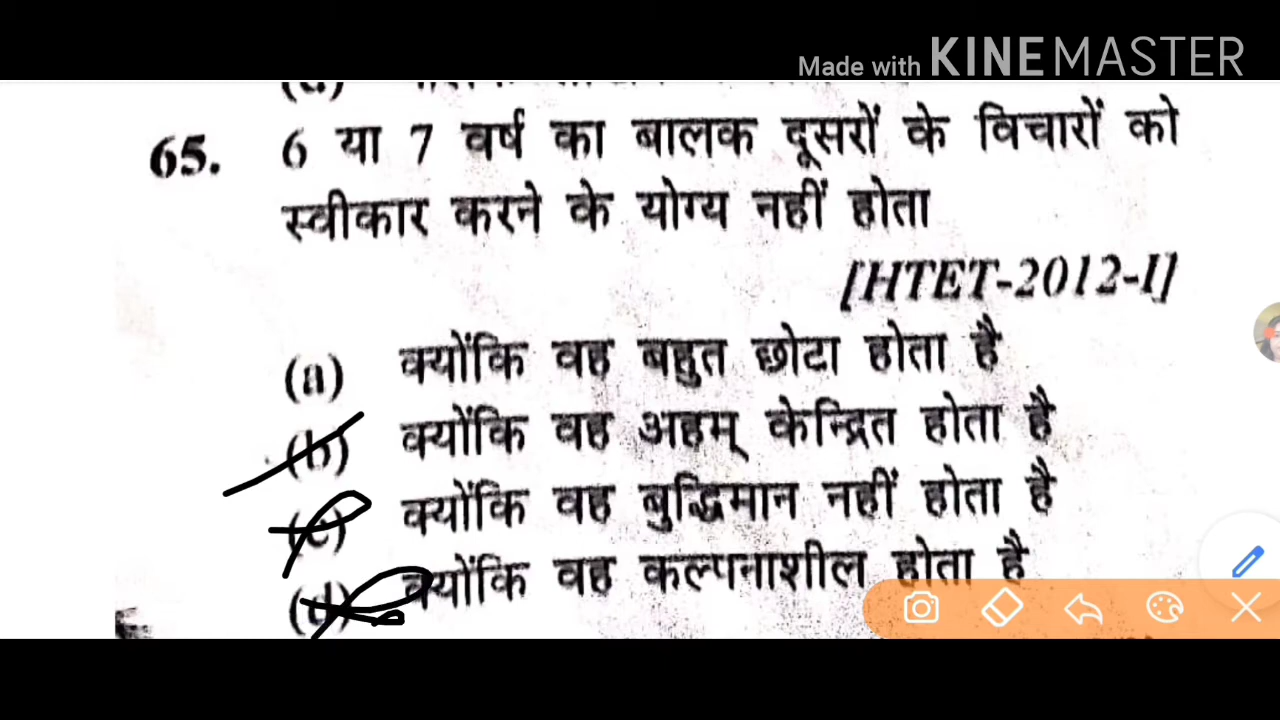 Made with KINEMASTER
65. 6 या 7 वर्ष का बालक दूसरों के विचारों को
स्वीकार करने के योग्य नहीं होता
[HTET-2012-I]
(a) क्योंकि वह बहुत छोटा होता है
(b) क्योंकि वह अहम् केन्द्रित होता है
(c) क्योंकि वह बुद्धिमान नहीं होता है
(d) क्योंकि वह कल्पनाशील होता है